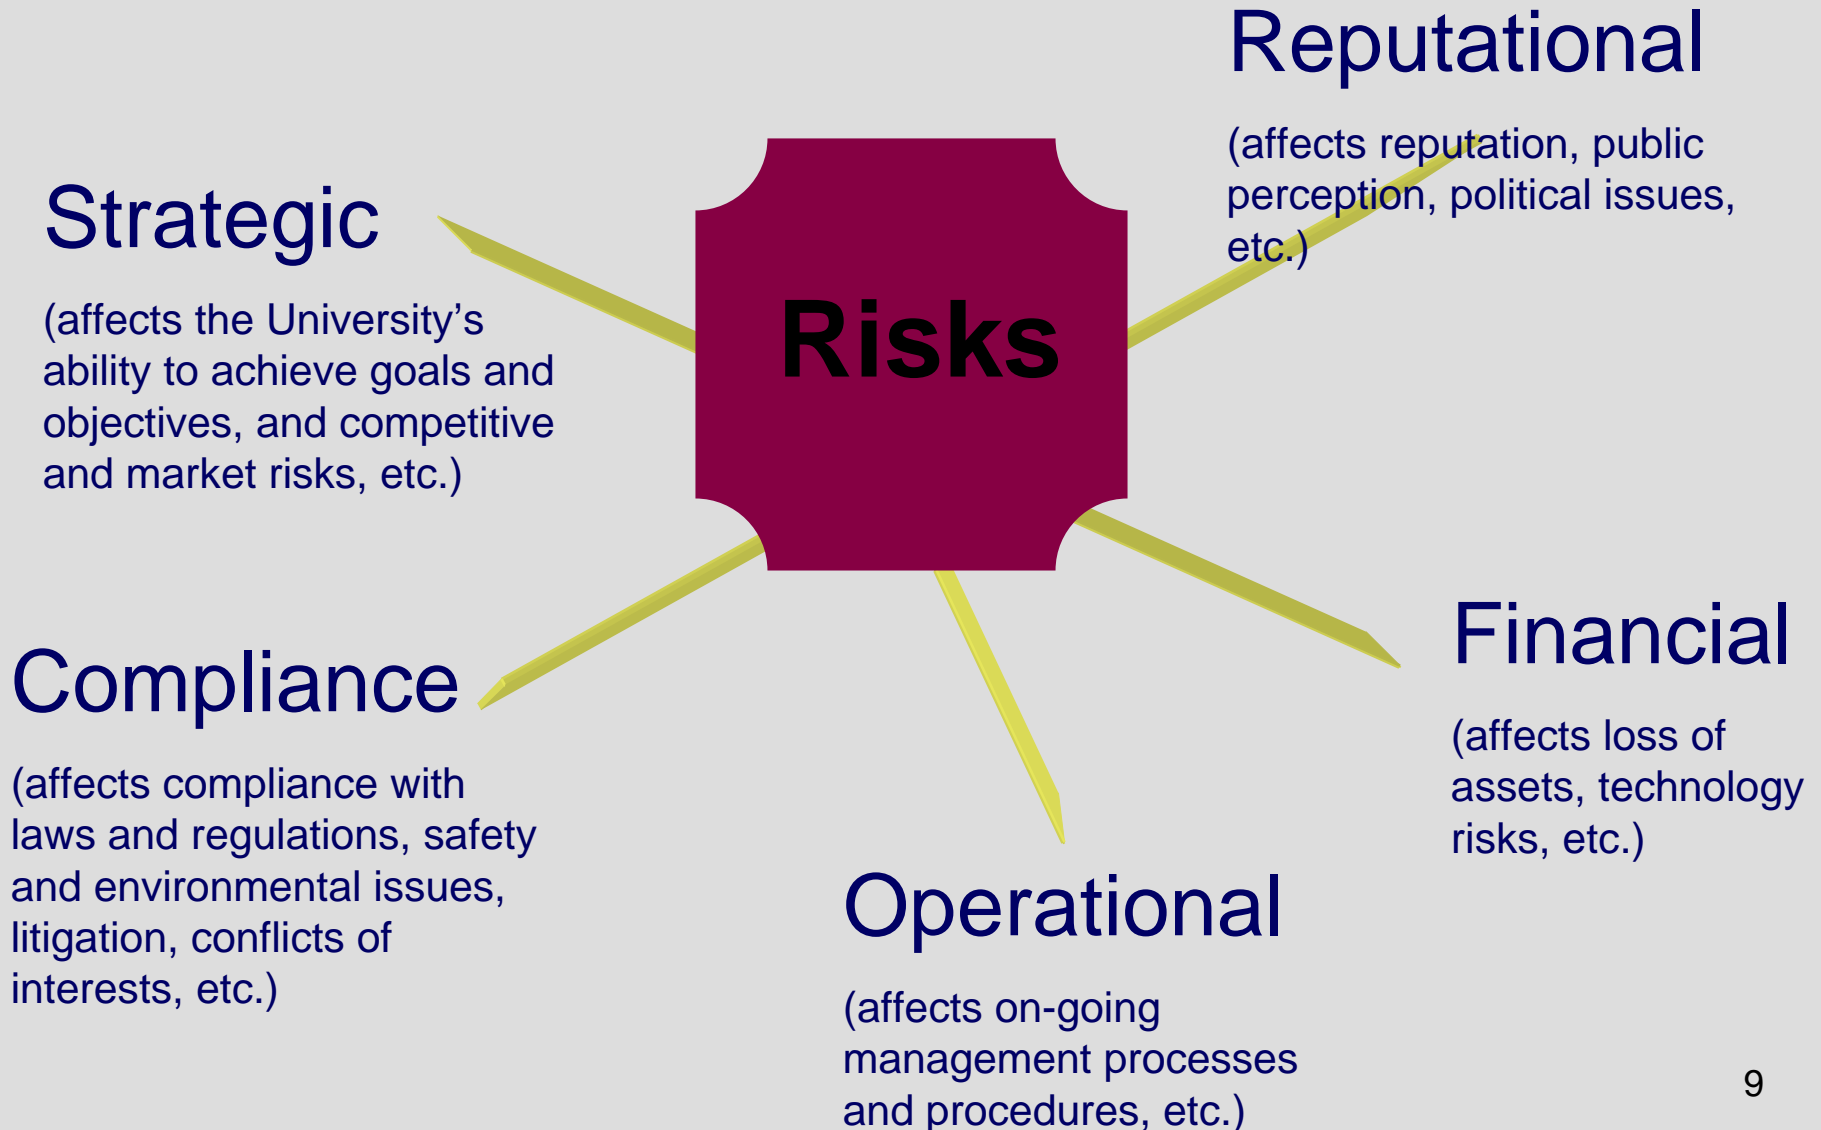 Reputational
(affects reputation, public
perception, political issues,
etc.)
Strategic
(affects the University’s
ability to achieve goals and
objectives, and competitive
and market risks, etc.)
Risks
Financial
(affects loss of
assets, technology
risks, etc.)
Compliance
(affects compliance with
laws and regulations, safety
and environmental issues,
litigation, conflicts of
interests, etc.)
Operational
(affects on-going
management processes
and procedures, etc.)
9